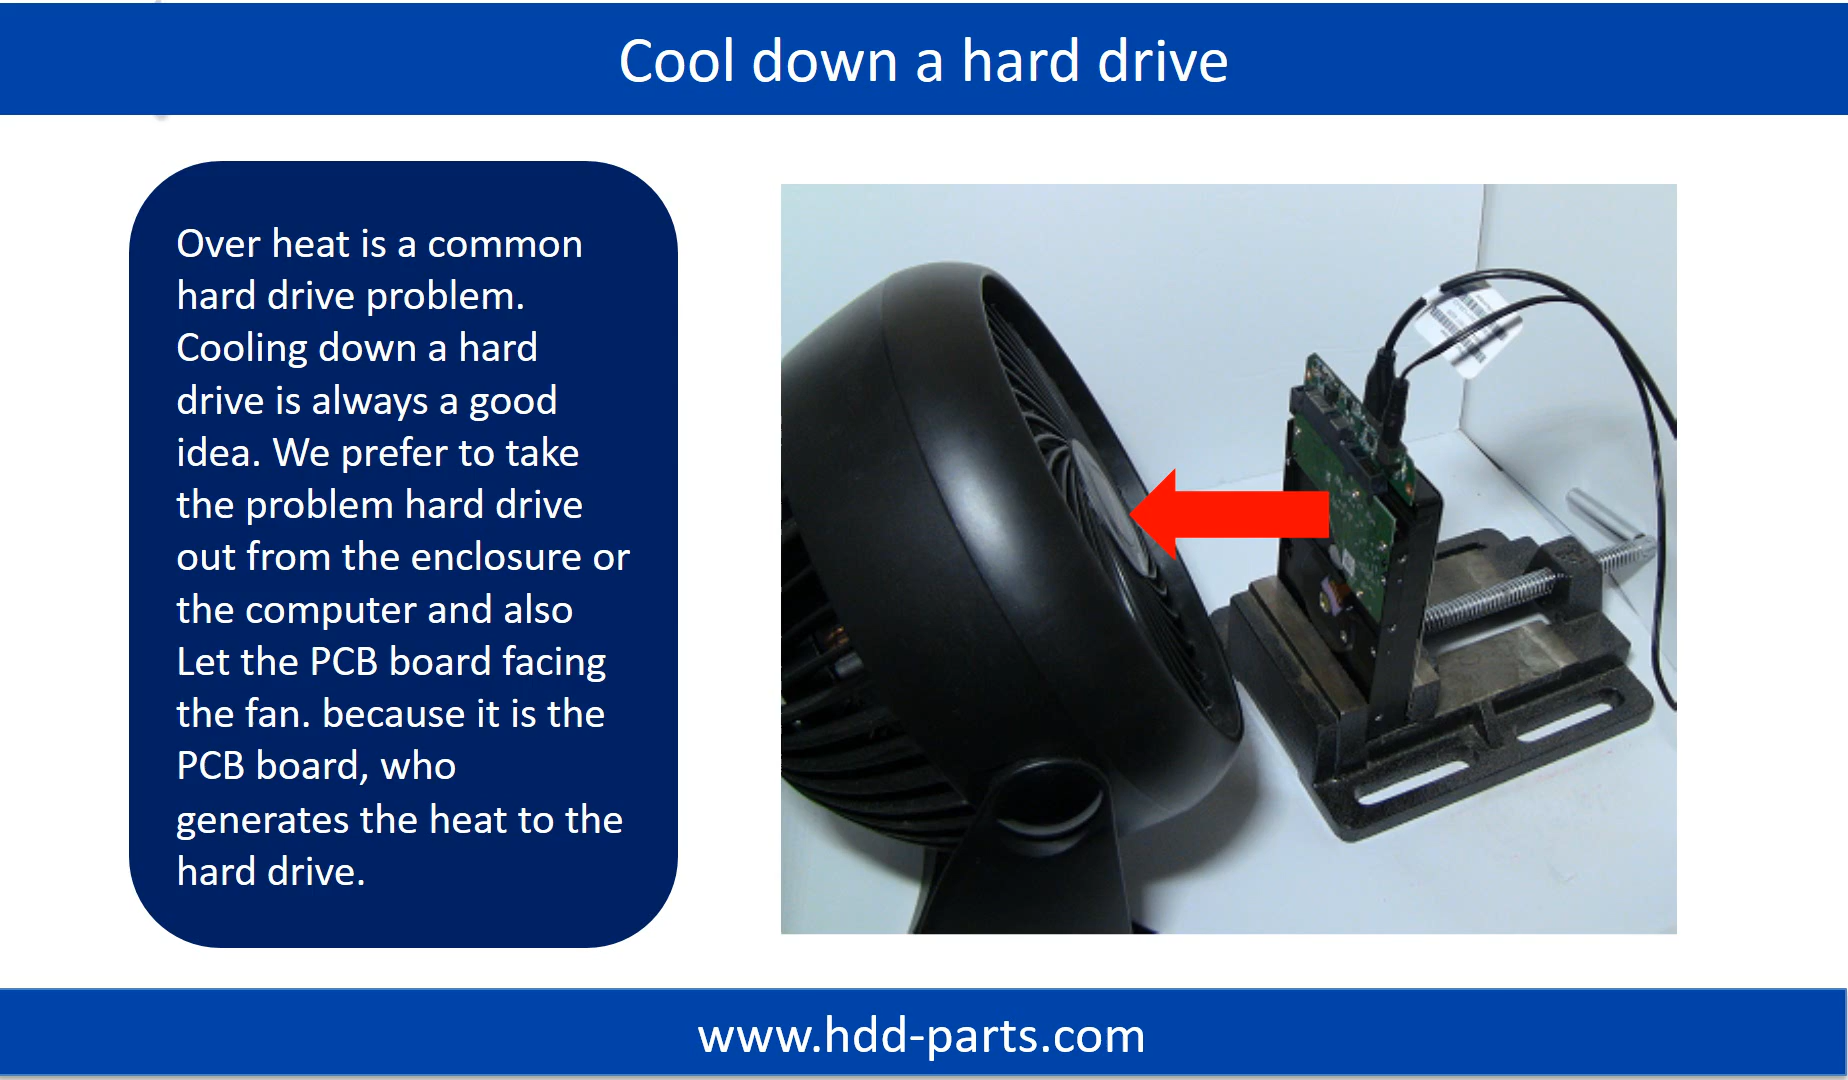 Cool down a hard drive
Over heat is a common
hard drive problem.
Cooling down a hard
drive is always a good
idea. We prefer to take
the problem hard drive
out from the enclosure or
the computer and also
Let the PCB board facing
the fan. because it is the
PCB board, who
generates the heat to the
hard drive.
www.hdd-parts.com